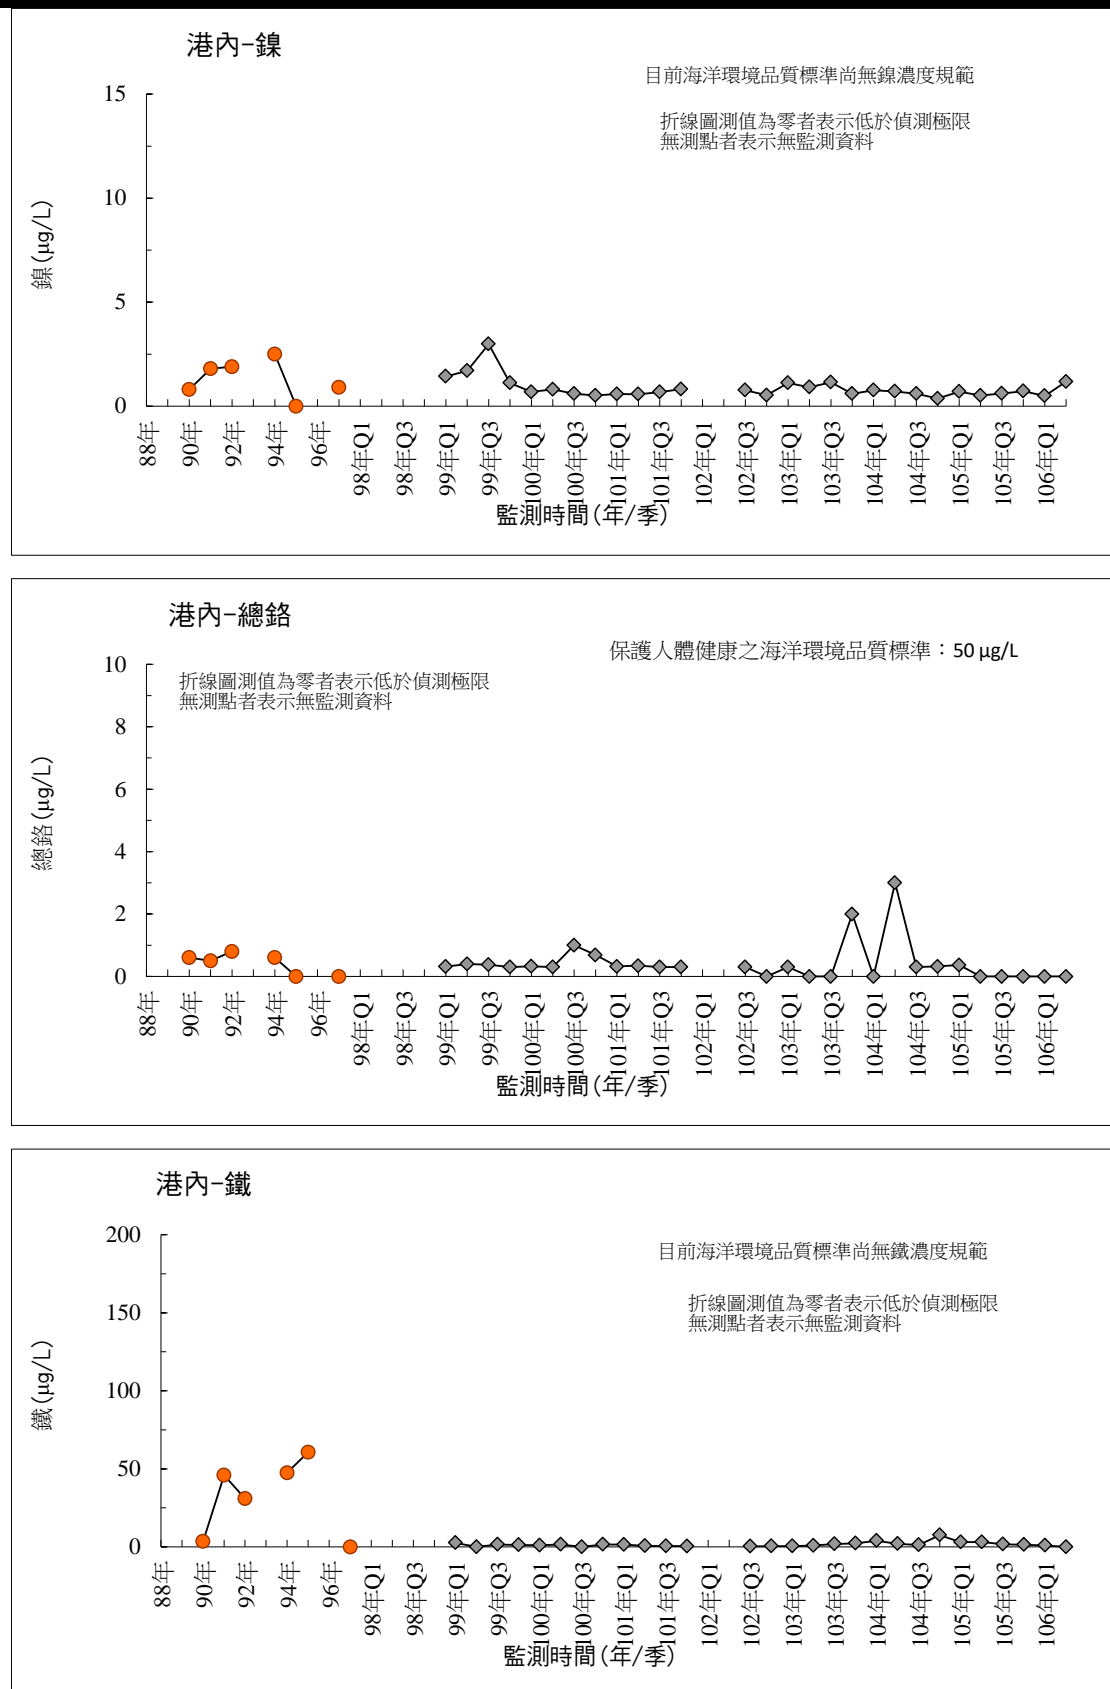 港內-鎳
目前海洋環境品質標準尚無鎳濃度規範
折線圖測值為零者表示低於偵測極限
無測點者表示無監測資料
15
10
5
0
鎳(μg/L)
88年
90年
92年
94年
96年
98年Q1
98年Q3
99年Q1
99年Q3
100年Q1
100年Q3
101年Q1
101年Q3
102年Q1
102年Q3
103年Q1
103年Q3
104年Q1
104年Q3
105年Q1
105年Q3
106年Q1
監測時間(年/季)
港內-總鉻
保護人體健康之海洋環境品質標準：50 μg/L
折線圖測值為零者表示低於偵測極限
無測點者表示無監測資料
10
8
6
4
2
0
總鉻(μg/L)
88年
90年
92年
94年
96年
98年Q1
98年Q3
99年Q1
99年Q3
100年Q1
100年Q3
101年Q1
101年Q3
102年Q1
102年Q3
103年Q1
103年Q3
104年Q1
104年Q3
105年Q1
105年Q3
106年Q1
監測時間(年/季)
港內-鐵
目前海洋環境品質標準尚無鐵濃度規範
折線圖測值為零者表示低於偵測極限
無測點者表示無監測資料
200
150
100
50
0
鐵(μg/L)
88年
90年
92年
94年
96年
98年Q1
98年Q3
99年Q1
99年Q3
100年Q1
100年Q3
101年Q1
101年Q3
102年Q1
102年Q3
103年Q1
103年Q3
104年Q1
104年Q3
105年Q1
105年Q3
106年Q1
監測時間(年/季)